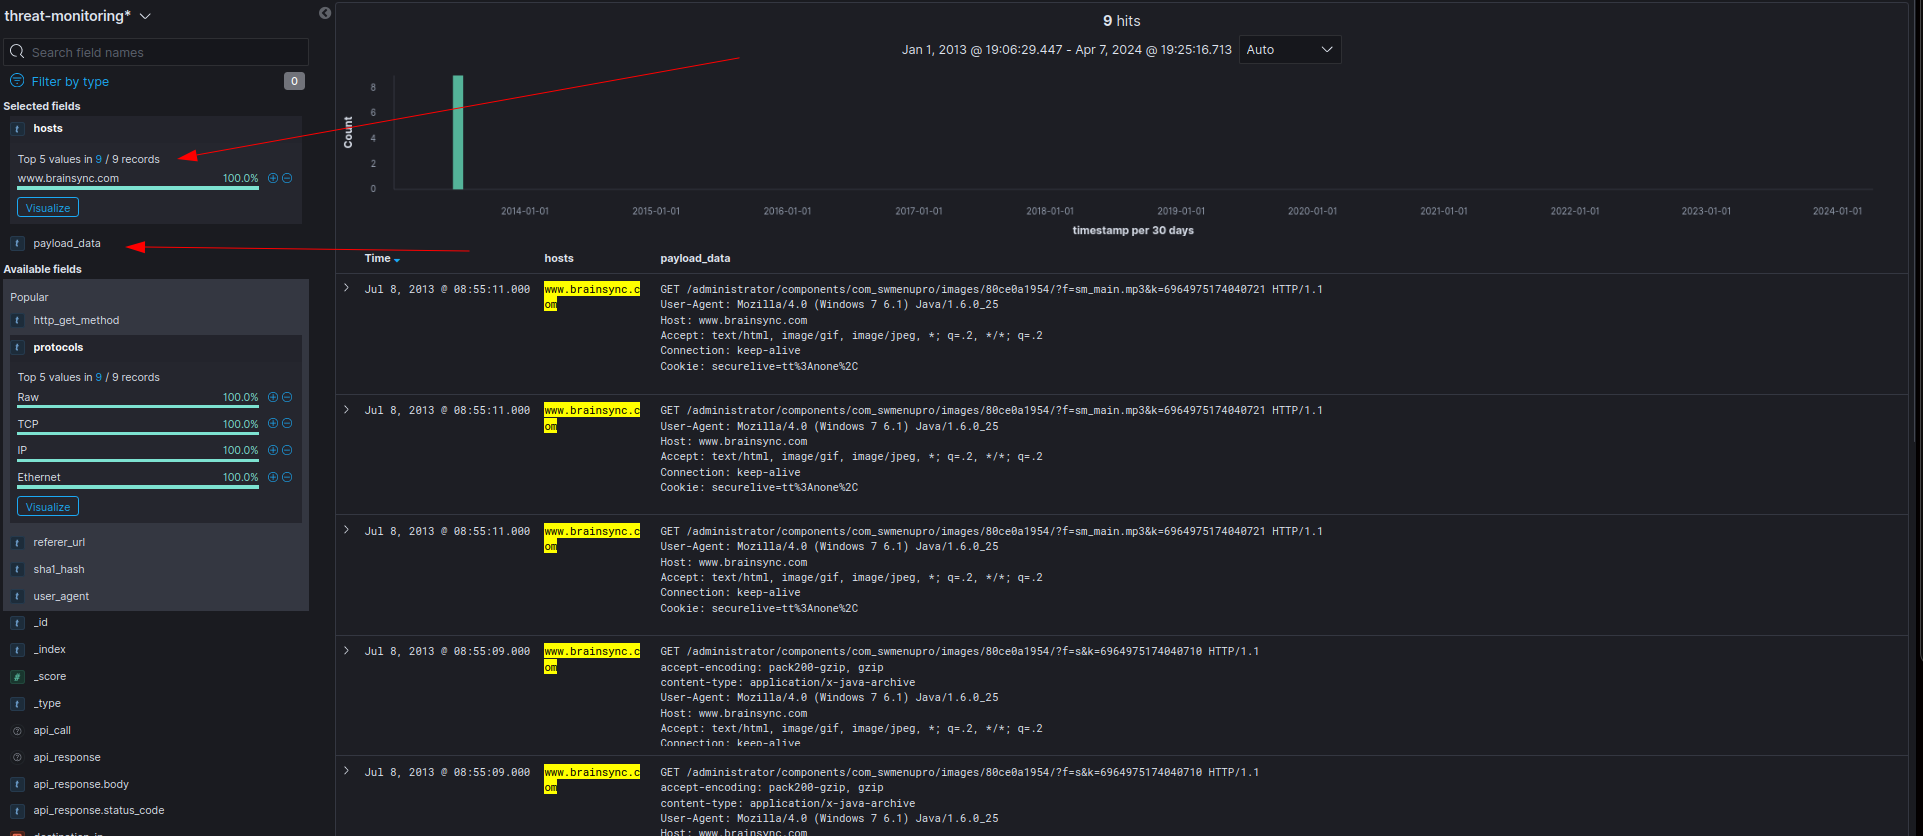 threat-monitoring*
Search field names
Filter by type
0
Selected fields
t hosts
Top 5 values in 9 / 9 records
www.brainsync.com 100.0%
Visualize
t payload_data
Available fields
Popular
t http_get_method
t protocols
Top 5 values in 9 / 9 records
Raw 100.0%
TCP 100.0%
IP 100.0%
Ethernet 100.0%
Visualize
t referer_url
t sha1_hash
t user_agent
t _id
t _index
# _score
t _type
? api_call
? api_response
t api_response.body
t api_response.status_code
9 hits
Jan 1, 2013 @ 19:06:29.447 - Apr 7, 2024 @ 19:25:16.713 Auto
Count
8
6
4
2
0
2014-01-01 2015-01-01 2016-01-01 2017-01-01 2018-01-01 2019-01-01 2020-01-01 2021-01-01 2022-01-01 2023-01-01 2024-01-01
timestamp per 30 days
Time hosts payload_data
Jul 8, 2013 @ 08:55:11.000
www.brainsync.c
om
GET /administrator/components/com_swmenupro/images/80ce0a1954/?f=sm_main.mp3&k=6964975174040721 HTTP/1.1
User-Agent: Mozilla/4.0 (Windows 7 6.1) Java/1.6.0_25
Host: www.brainsync.com
Accept: text/html, image/gif, image/jpeg, *; q=.2, */*; q=.2
Connection: keep-alive
Cookie: securelive=tt%3Anone%2C
Jul 8, 2013 @ 08:55:11.000
www.brainsync.c
om
GET /administrator/components/com_swmenupro/images/80ce0a1954/?f=sm_main.mp3&k=6964975174040721 HTTP/1.1
User-Agent: Mozilla/4.0 (Windows 7 6.1) Java/1.6.0_25
Host: www.brainsync.com
Accept: text/html, image/gif, image/jpeg, *; q=.2, */*; q=.2
Connection: keep-alive
Cookie: securelive=tt%3Anone%2C
Jul 8, 2013 @ 08:55:11.000
www.brainsync.c
om
GET /administrator/components/com_swmenupro/images/80ce0a1954/?f=sm_main.mp3&k=6964975174040721 HTTP/1.1
User-Agent: Mozilla/4.0 (Windows 7 6.1) Java/1.6.0_25
Host: www.brainsync.com
Accept: text/html, image/gif, image/jpeg, *; q=.2, */*; q=.2
Connection: keep-alive
Cookie: securelive=tt%3Anone%2C
Jul 8, 2013 @ 08:55:09.000
www.brainsync.c
om
GET /administrator/components/com_swmenupro/images/80ce0a1954/?f=s&k=6964975174040710 HTTP/1.1
accept-encoding: pack200-gzip, gzip
content-type: application/x-java-archive
User-Agent: Mozilla/4.0 (Windows 7 6.1) Java/1.6.0_25
Host: www.brainsync.com
Accept: text/html, image/gif, image/jpeg, *; q=.2, */*; q=.2
Connection: keep-alive
Jul 8, 2013 @ 08:55:09.000
www.brainsync.c
om
GET /administrator/components/com_swmenupro/images/80ce0a1954/?f=s&k=6964975174040710 HTTP/1.1
accept-encoding: pack200-gzip, gzip
content-type: application/x-java-archive
User-Agent: Mozilla/4.0 (Windows 7 6.1) Java/1.6.0_25
Host: www.brainsync.com